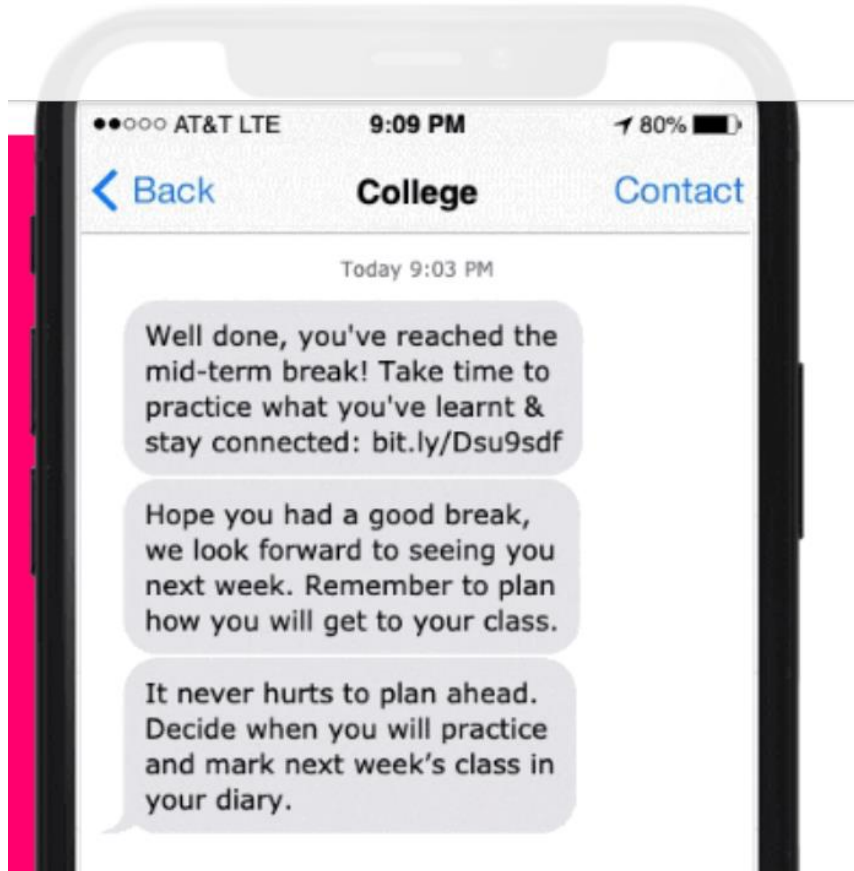 AT&T LTE 9:09 PM 80%
Back College Contact
Today 9:03 PM
Well done, you've reached the
mid-term break! Take time to
practice what you've learnt &
stay connected: bit.ly/Dsu9sdf
Hope you had a good break,
we look forward to seeing you
next week. Remember to plan
how you will get to your class.
It never hurts to plan ahead.
Decide when you will practice
and mark next week’s class in
your diary.